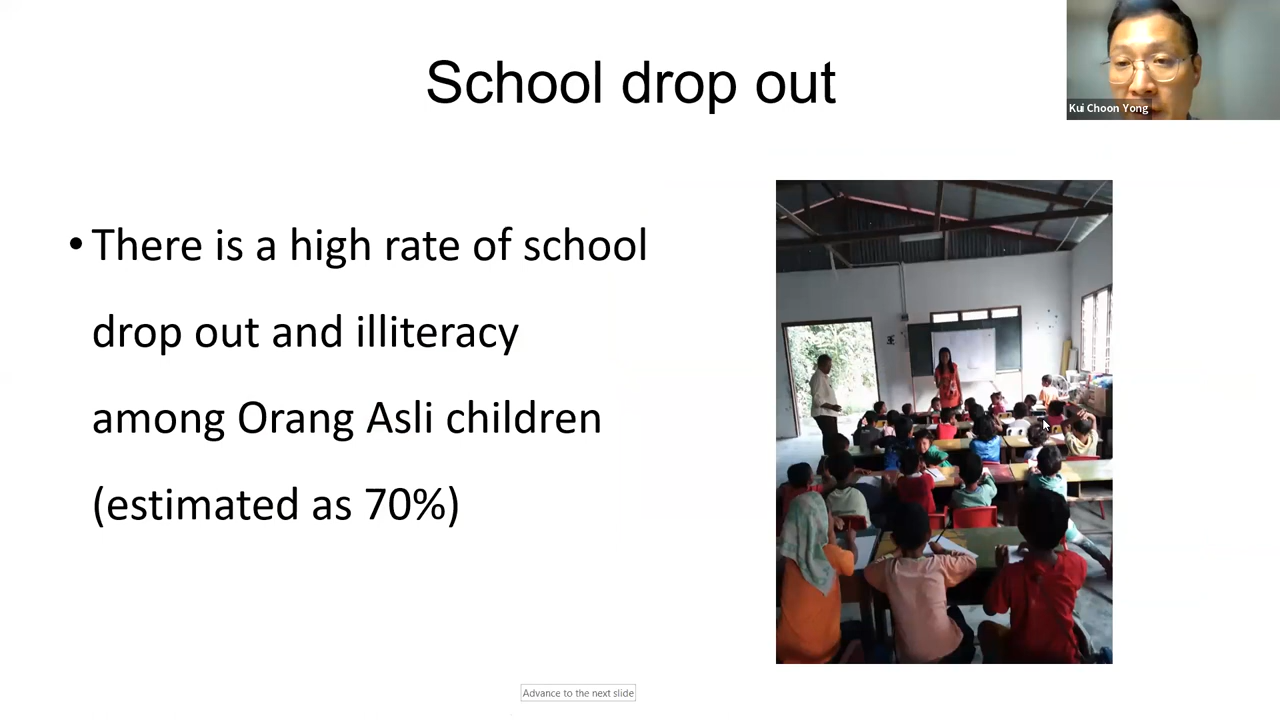 School drop out
Kui Choon Yong
• There is a high rate of school
drop out and illiteracy
among Orang Asli children
(estimated as 70%)
Advance to the next slide